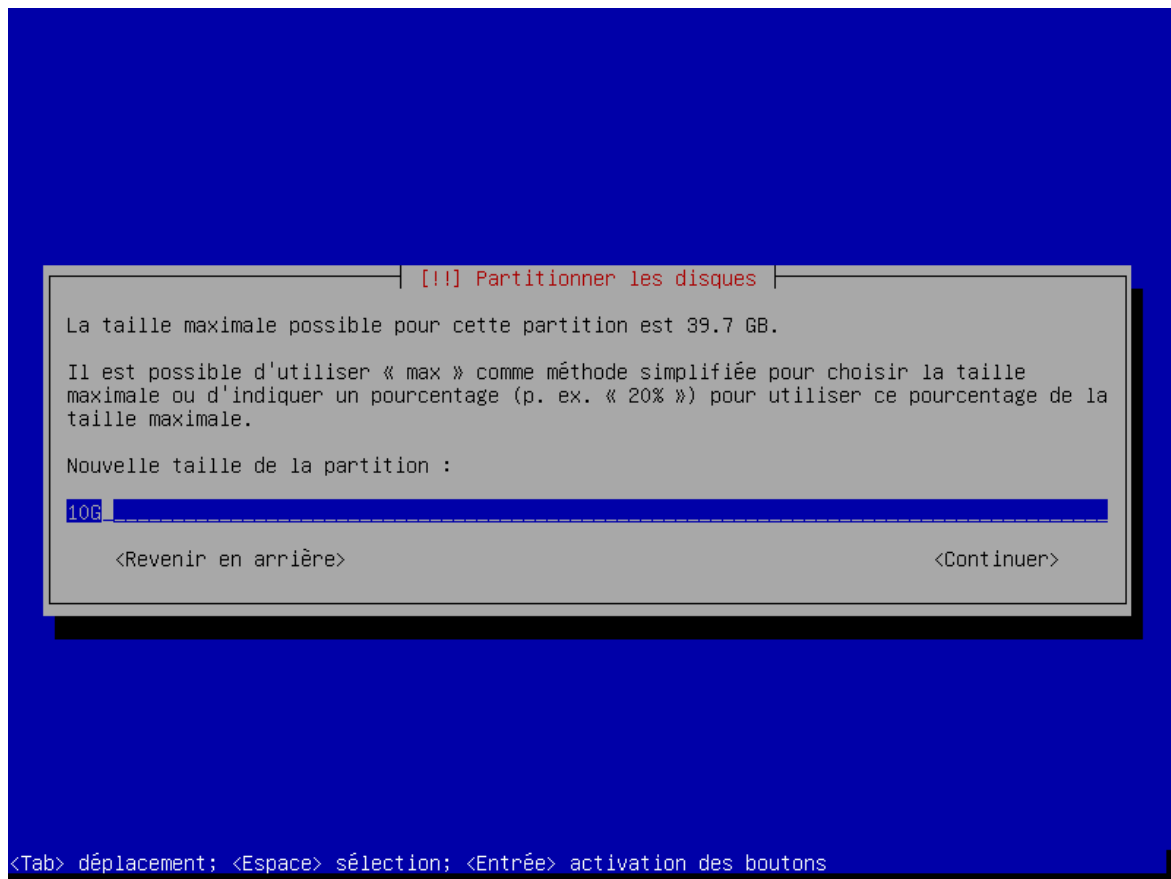 [!!] Partitionner les disques
La taille maximale possible pour cette partition est 39.7 GB.
Il est possible d'utiliser « max » comme méthode simplifiée pour choisir la taille
maximale ou d'indiquer un pourcentage (p. ex. « 20% ») pour utiliser ce pourcentage de la
taille maximale.
Nouvelle taille de la partition :
10G
<Revenir en arrière> <Continuer>
<Tab> déplacement; <Espace> sélection; <Entrée> activation des boutons